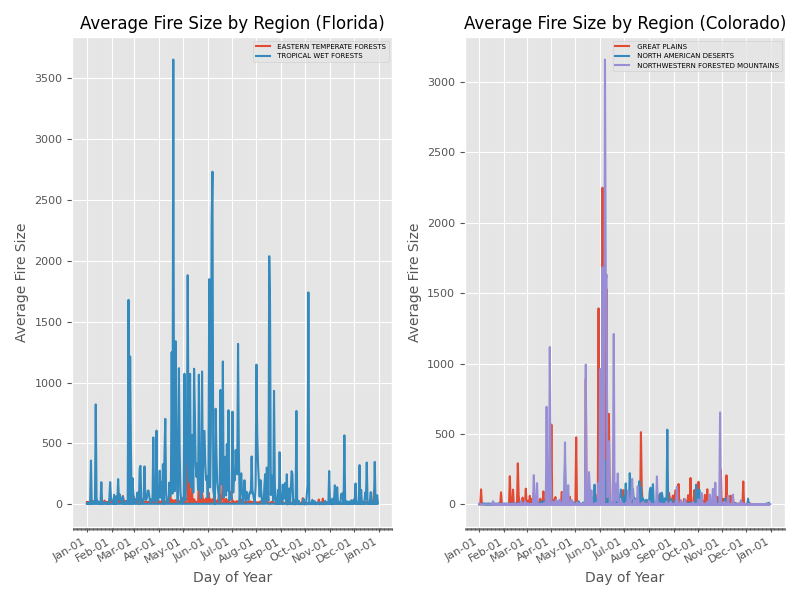 Average Fire Size by Region (Florida)
EASTERN TEMPERATE FORESTS
TROPICAL WET FORESTS
3500
3000
2500
2000
1500
1000
500
0
Average Fire Size
Jan-01
Feb-01
Mar-01
Apr-01
May-01
Jun-01
Jul-01
Aug-01
Sep-01
Oct-01
Nov-01
Dec-01
Jan-01
Day of Year
Average Fire Size by Region (Colorado)
GREAT PLAINS
NORTH AMERICAN DESERTS
NORTHWESTERN FORESTED MOUNTAINS
3000
2500
2000
1500
1000
500
0
Average Fire Size
Jan-01
Feb-01
Mar-01
Apr-01
May-01
Jun-01
Jul-01
Aug-01
Sep-01
Oct-01
Nov-01
Dec-01
Jan-01
Day of Year